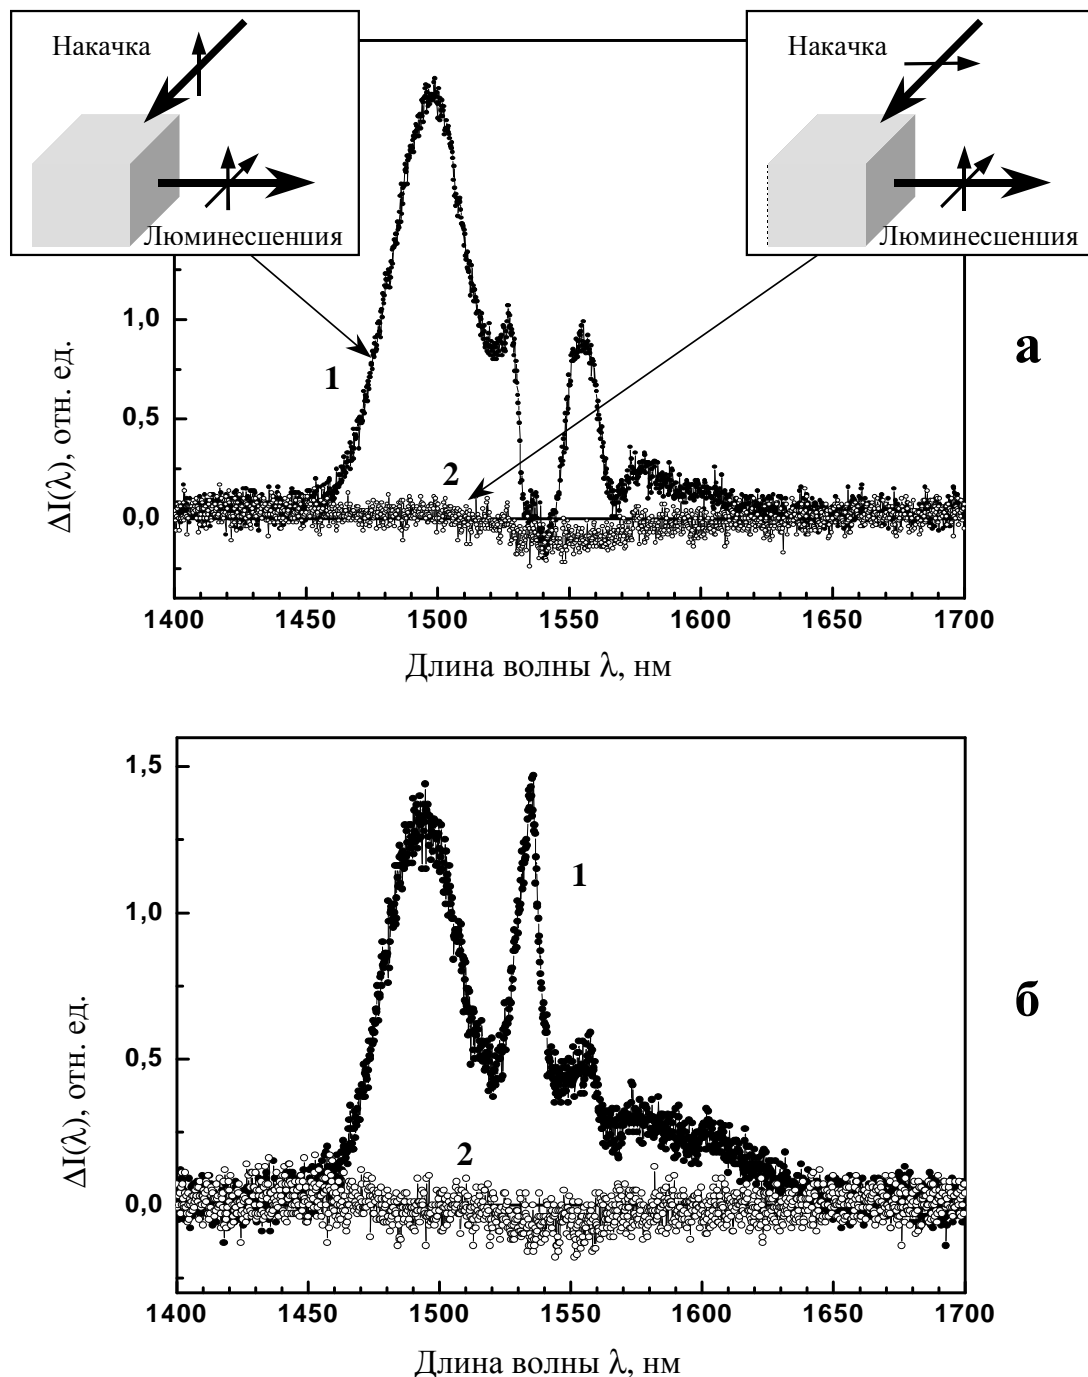 Накачка
Люминесценция
Накачка
Люминесценция
1,0
0,5
0,0
ΔI(λ), отн. ед.
1
2
а
1400 1450 1500 1550 1600 1650 1700
Длина волны λ, нм
1,5
1,0
0,5
0,0
ΔI(λ), отн. ед.
1
2
б
1400 1450 1500 1550 1600 1650 1700
Длина волны λ, нм